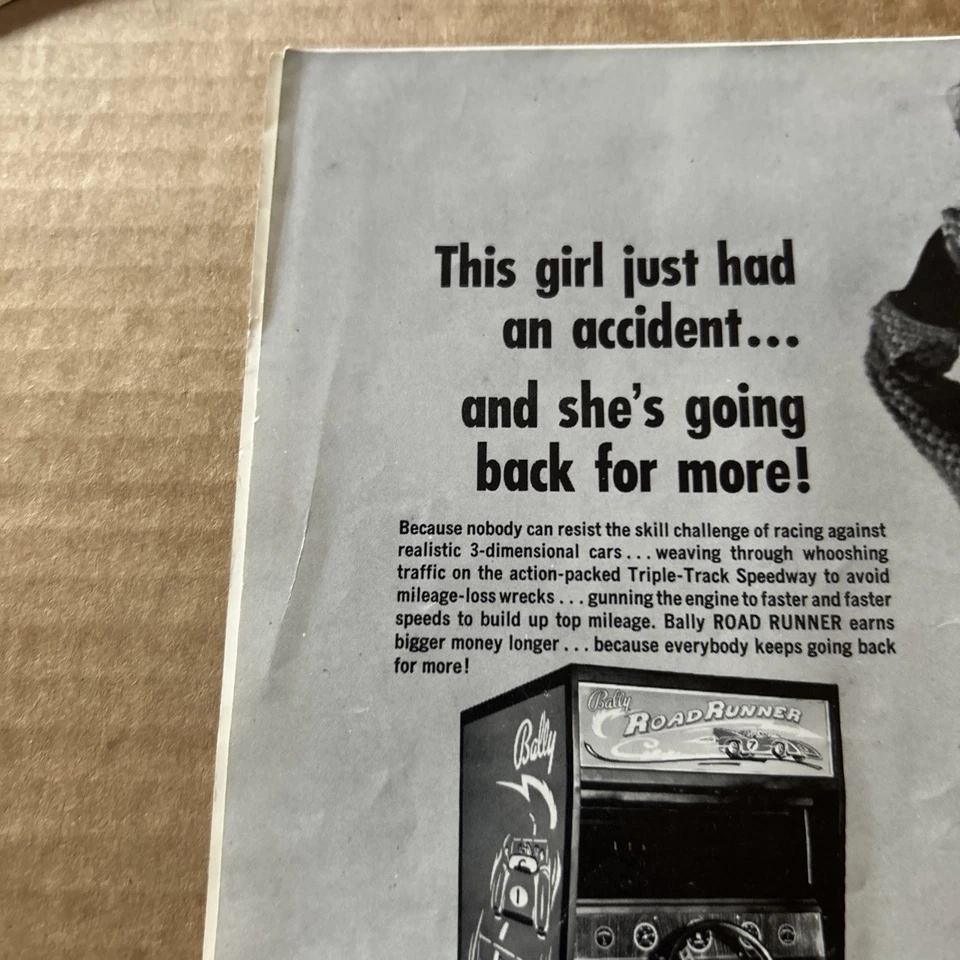 This girl just had
an accident...
and she's going
back for more!
Because nobody can resist the skill challenge of racing against
realistic 3-dimensional cars . . . weaving through whooshing
traffic on the action-packed Triple-Track Speedway to avoid
mileage-loss wrecks . . . gunning the engine to faster and faster
speeds to build up top mileage. Bally ROAD RUNNER earns
bigger money longer . . . because everybody keeps going back
for more!
Bally
ROAD RUNNER
7
Bally
1